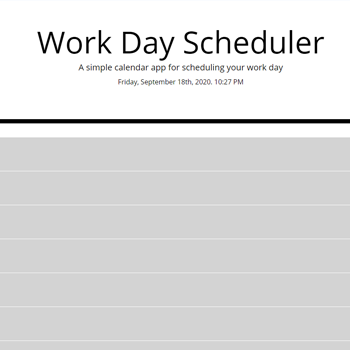 Work Day Scheduler
A simple calendar app for scheduling your work day
Friday, September 18th, 2020. 10:27 PM